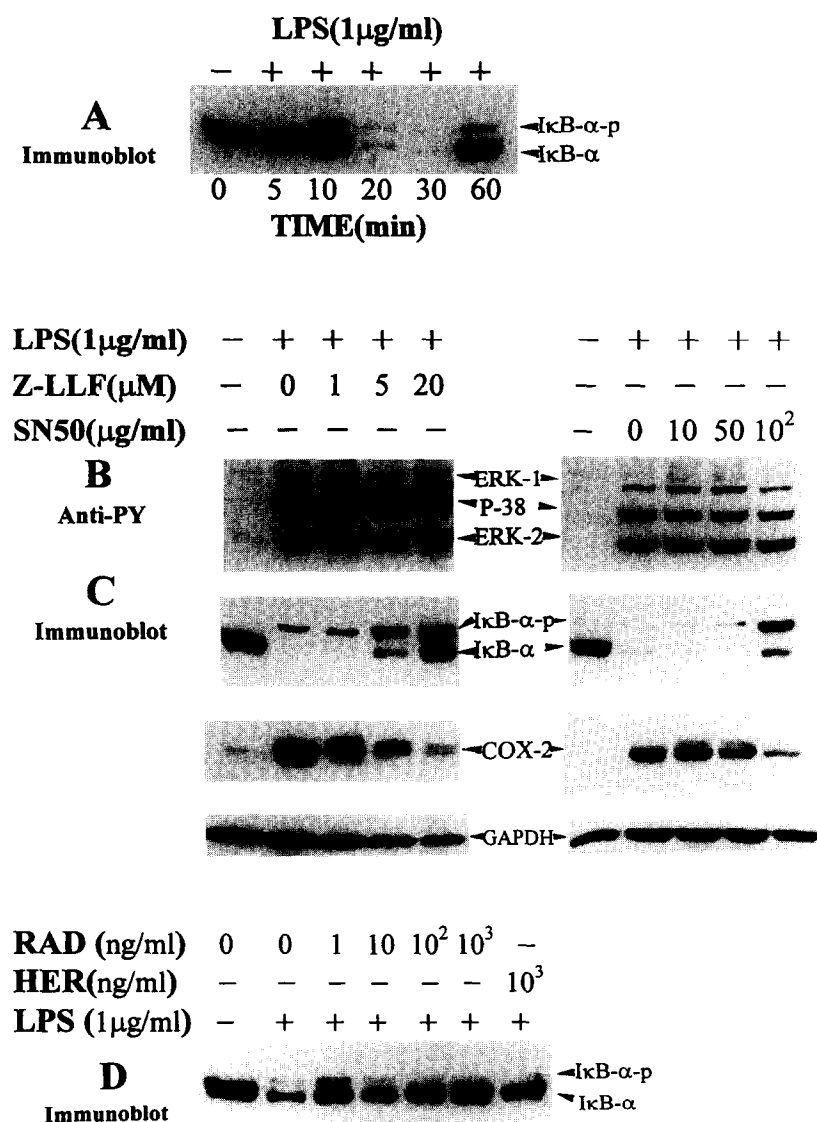 LPS(1μg/ml)
– + + + + +
A
Immunoblot
IκB-α-p
IκB-α
0 5 10 20 30 60
TIME(min)
LPS(1μg/ml) – + + + + – + + + +
Z-LLF(μM) – 0 1 5 20 – – – – –
SN50(μg/ml) – – – – – – 0 10 50 10²
B
Anti-PY
ERK-1
P-38
ERK-2
C
Immunoblot
IκB-α-p
IκB-α
COX-2
GAPDH
RAD (ng/ml) 0 0 1 10 10² 10³ –
HER(ng/ml) – – – – – – 10³
LPS (1μg/ml) – + + + + + +
D
Immunoblot
IκB-α-p
IκB-α